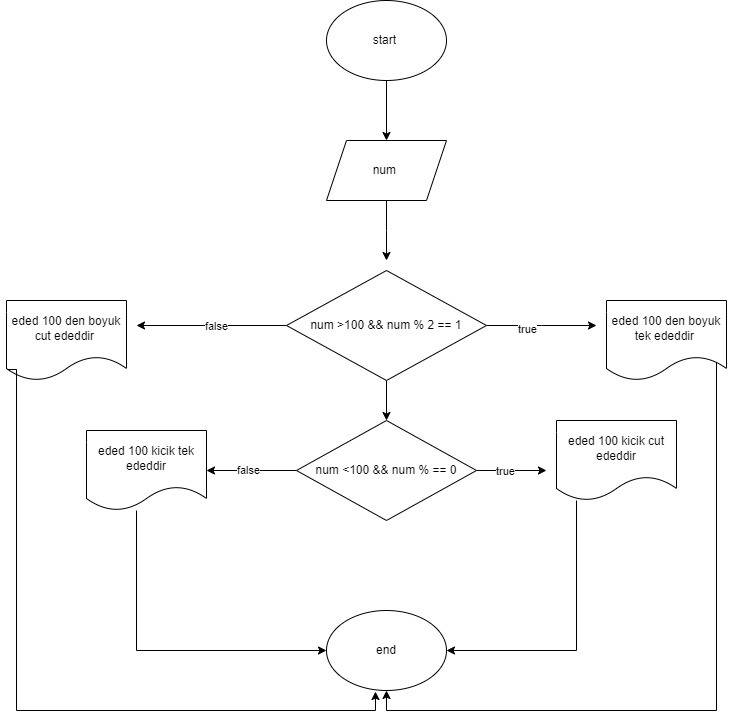 start
num
eded 100 den boyuk
cut ededdir
false
num >100 && num % 2 == 1
true
eded 100 den boyuk
tek ededdir
eded 100 kicik tek
ededdir
false
num <100 && num % == 0
true
eded 100 kicik cut
ededdir
end